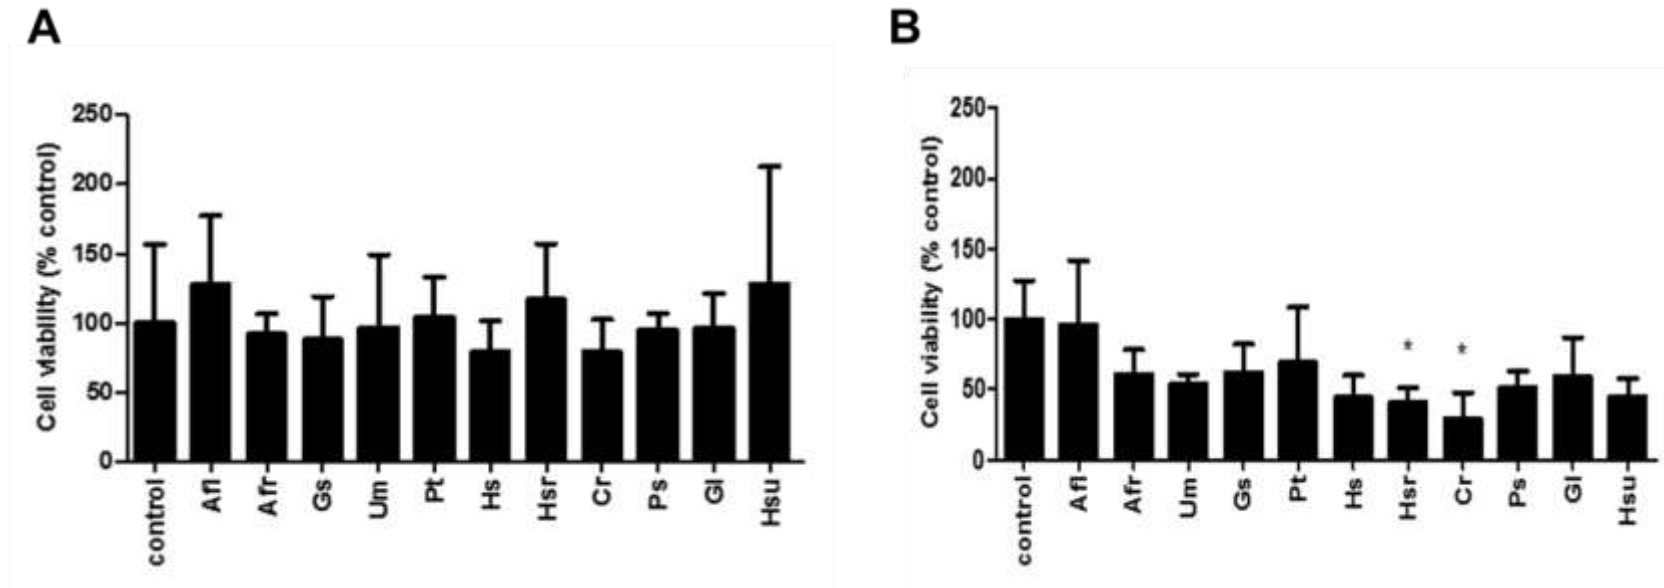 A
Cell viability (% control)
250
200
150
100
50
0
control
Afl
Afr
Gs
Um
Pt
Hs
Hsr
Cr
Ps
Gl
Hsu
B
Cell viability (% control)
250
200
150
100
50
0
*
*
control
Afl
Afr
Um
Gs
Pt
Hs
Hsr
Cr
Ps
Gl
Hsu